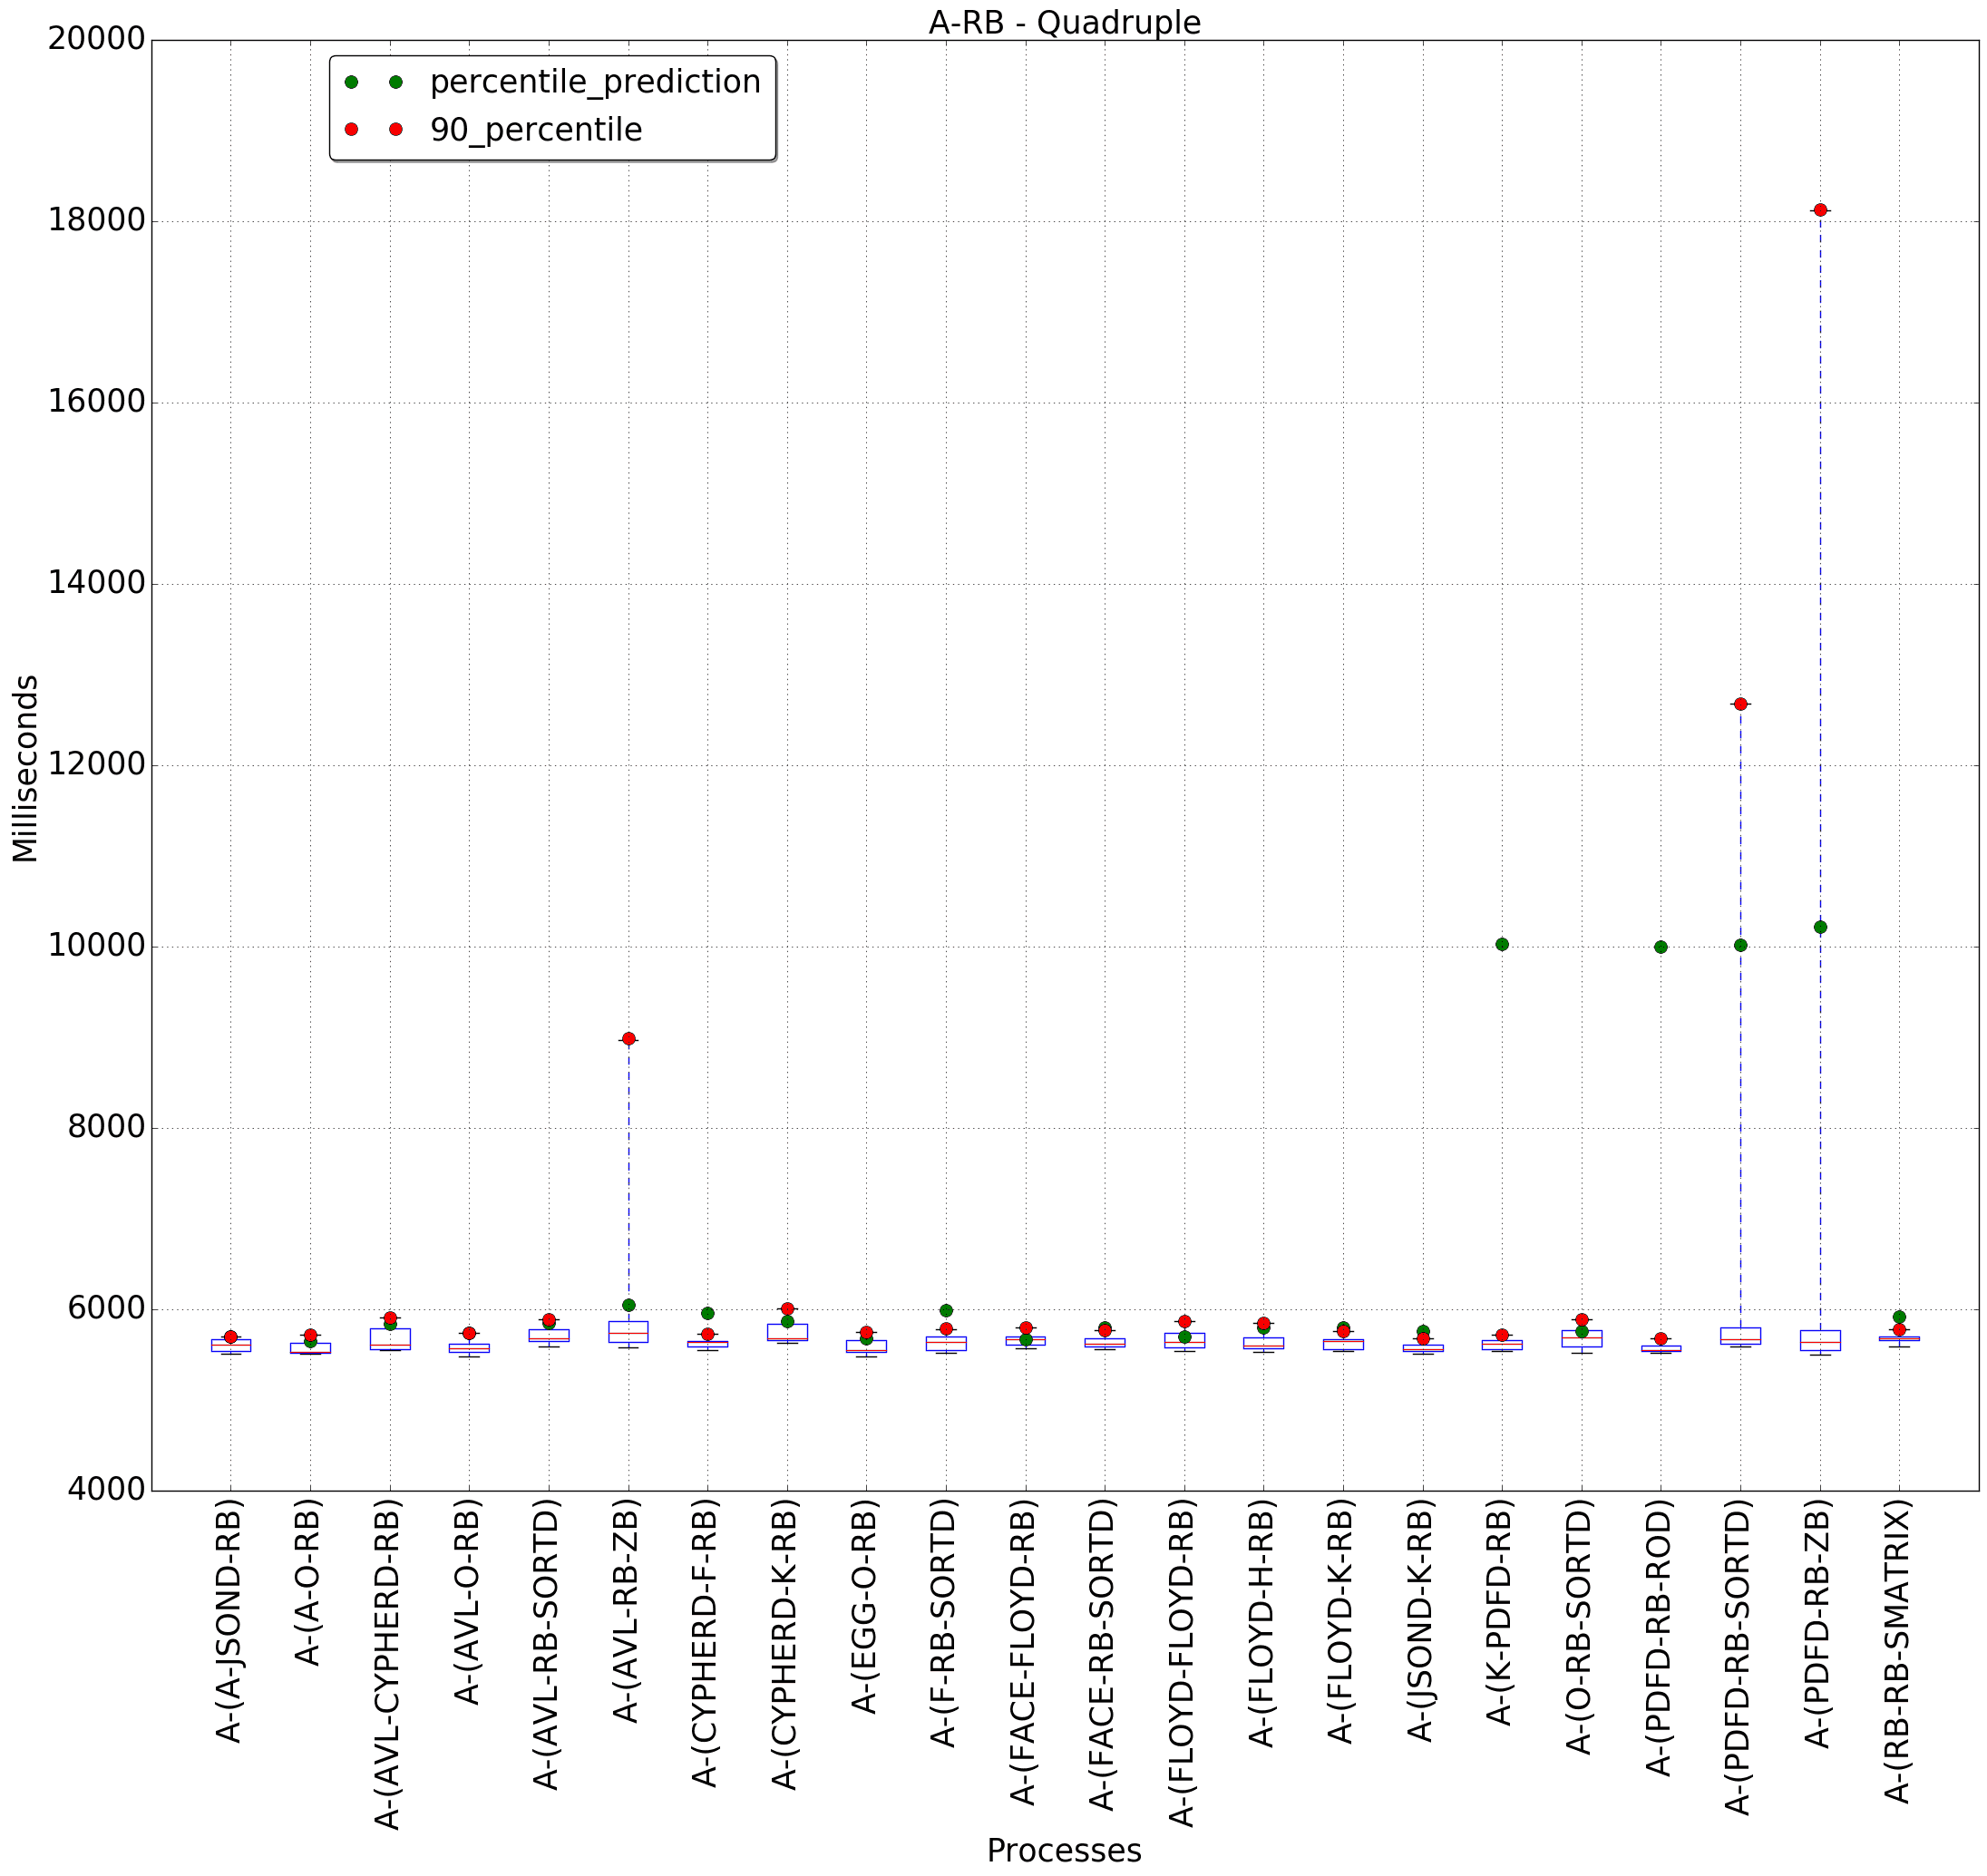 A-RB - Quadruple
percentile_prediction
90_percentile
20000
18000
16000
14000
12000
10000
8000
6000
4000
Milliseconds
A-(A-JSOND-RB)
A-(A-O-RB)
A-(AVL-CYPHERD-RB)
A-(AVL-O-RB)
A-(AVL-RB-SORTD)
A-(AVL-RB-ZB)
A-(CYPHERD-F-RB)
A-(CYPHERD-K-RB)
A-(EGG-O-RB)
A-(F-RB-SORTD)
A-(FACE-FLOYD-RB)
A-(FACE-RB-SORTD)
A-(FLOYD-FLOYD-RB)
A-(FLOYD-H-RB)
A-(FLOYD-K-RB)
A-(JSOND-K-RB)
A-(K-PDFD-RB)
A-(O-RB-SORTD)
A-(PDFD-RB-ROD)
A-(PDFD-RB-SORTD)
A-(PDFD-RB-ZB)
A-(RB-RB-SMATRIX)
Processes